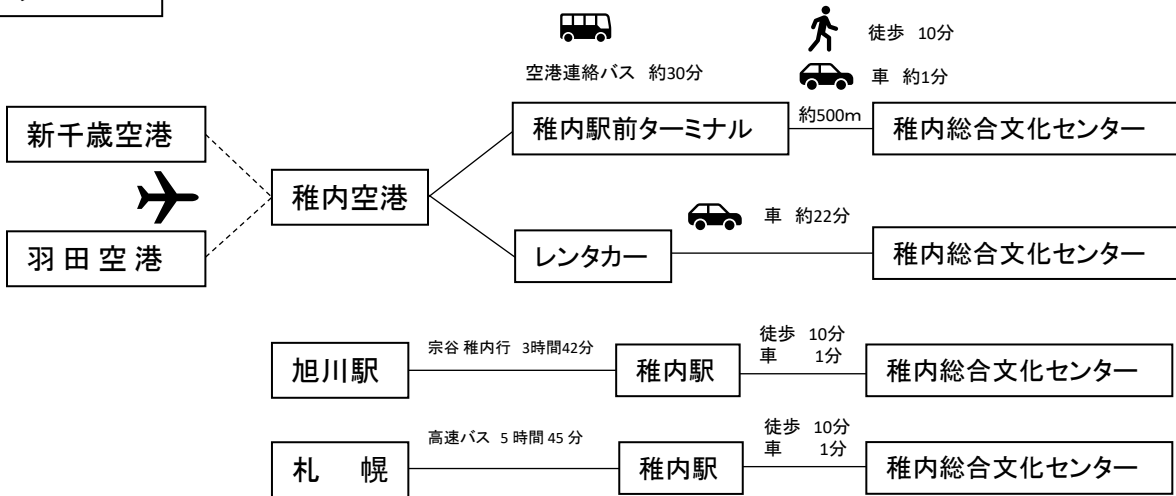 徒歩 10分
空港連絡バス 約30分
車 約1分
新千歳空港
稚内駅前ターミナル
約500m
稚内総合文化センター
稚内空港
車 約22分
羽田空港
レンタカー
稚内総合文化センター
旭川駅
宗谷 稚内行 3時間42分
稚内駅
徒歩 10分
車 1分
稚内総合文化センター
札 幌
高速バス 5時間45分
稚内駅
徒歩 10分
車 1分
稚内総合文化センター